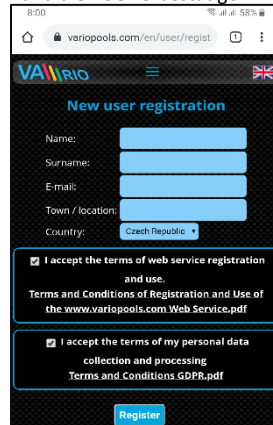 8:00 58%
variopools.com/en/user/regist 1
VARIO
New user registration
Name:
Surname:
E-mail:
Town / location:
Country: Czech Republic
I accept the terms of web service registration
and use.
Terms and Conditions of Registration and Use of
the www.variopools.com Web Service.pdf
I accept the terms of my personal data
collection and processing
Terms and Conditions GDPR.pdf
Register